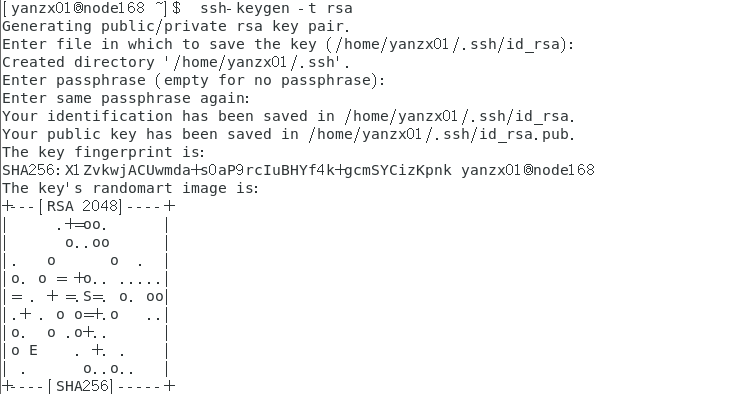 [yanzx01@node168 ~]$  ssh-keygen -t rsa
Generating public/private rsa key pair.
Enter file in which to save the key (/home/yanzx01/.ssh/id_rsa):
Created directory '/home/yanzx01/.ssh'.
Enter passphrase (empty for no passphrase):
Enter same passphrase again:
Your identification has been saved in /home/yanzx01/.ssh/id_rsa.
Your public key has been saved in /home/yanzx01/.ssh/id_rsa.pub.
The key fingerprint is:
SHA256:X1ZvkwjACUwmda+s0aP9rcIuBHYf4k+gcmSYCizKpnk yanzx01@node168
The key's randomart image is:
+---[RSA 2048]----+
|      .+=oo.     |
|       o..oo     |
|.    o      o  . |
|o. o = +o.. .....|
|= . + =.S=. o. oo|
|.+ . o o=+.o   ..|
|o.   o .o+..     |
|o E    . +. .    |
| .      o..o..   |
+----[SHA256]-----+